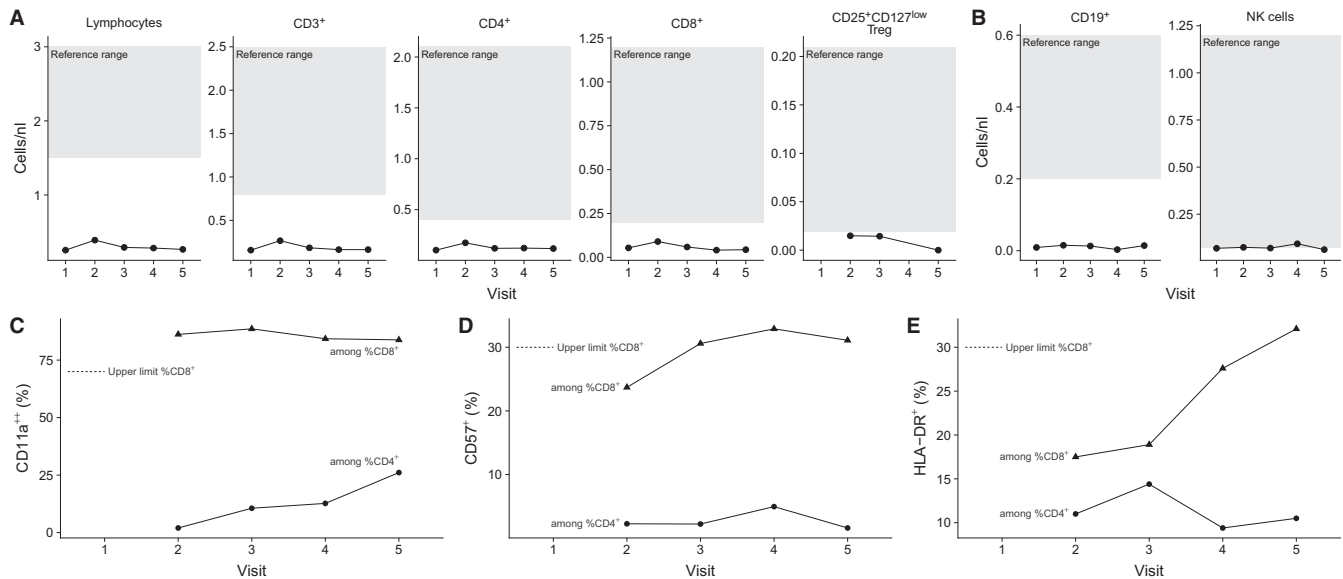 A
Lymphocytes
Cells/nl
3
2
1
Reference range
1 2 3 4 5
CD3⁺
2.5
2.0
1.5
1.0
0.5
Reference range
1 2 3 4 5
CD4⁺
2.0
1.5
1.0
0.5
Reference range
1 2 3 4 5
CD8⁺
1.25
1.00
0.75
0.50
0.25
0.00
Reference range
1 2 3 4 5
CD25⁺CD127ˡᵒʷ
Treg
0.20
0.15
0.10
0.05
0.00
Reference range
1 2 3 4 5
Visit
B
CD19⁺
Cells/nl
0.6
0.4
0.2
0.0
Reference range
1 2 3 4 5
NK cells
1.25
1.00
0.75
0.50
0.25
Reference range
1 2 3 4 5
Visit
C
CD11a⁺⁺ (%)
75
50
25
0
Upper limit %CD8⁺
among %CD8⁺
among %CD4⁺
1 2 3 4 5
Visit
D
CD57⁺ (%)
30
20
10
Upper limit %CD8⁺
among %CD8⁺
among %CD4⁺
1 2 3 4 5
Visit
E
HLA−DR⁺ (%)
30
25
20
15
10
Upper limit %CD8⁺
among %CD8⁺
among %CD4⁺
1 2 3 4 5
Visit